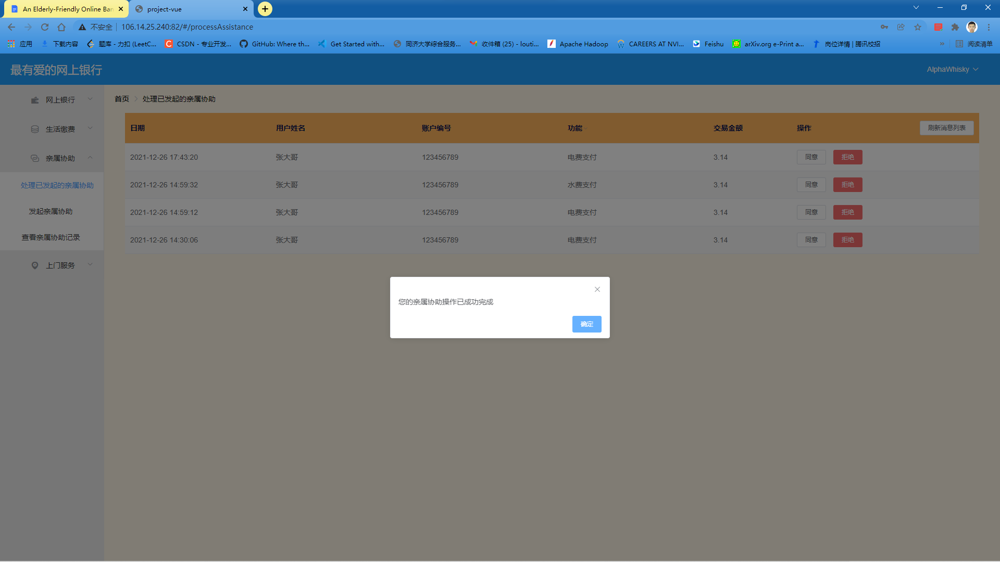 An Elderly-Friendly Online Ban
project-vue
不安全
106.14.25.240:82/#/processAssistance
应用
下载内容
题库 - 力扣 (LeetC...
CSDN - 专业开发...
GitHub: Where th...
Get Started with...
同济大学综合服务...
收件箱 (25) - louti...
Apache Hadoop
CAREERS AT NVI...
Feishu
arXiv.org e-Print a...
岗位详情 | 腾讯校招
»
阅读清单
最有爱的网上银行
AlphaWhisky
网上银行
生活缴费
亲属协助
处理已发起的亲属协助
发起亲属协助
查看亲属协助记录
上门服务
首页 > 处理已发起的亲属协助
日期 用户姓名 账户编号 功能 交易金额 操作 刷新消息列表
2021-12-26 17:43:20 张大哥 123456789 电费支付 3.14 同意 拒绝
2021-12-26 14:59:32 张大哥 123456789 水费支付 3.14 同意 拒绝
2021-12-26 14:59:12 张大哥 123456789 电费支付 3.14 同意 拒绝
2021-12-26 14:30:06 张大哥 123456789 电费支付 3.14 同意 拒绝
您的亲属协助操作已成功完成
确定